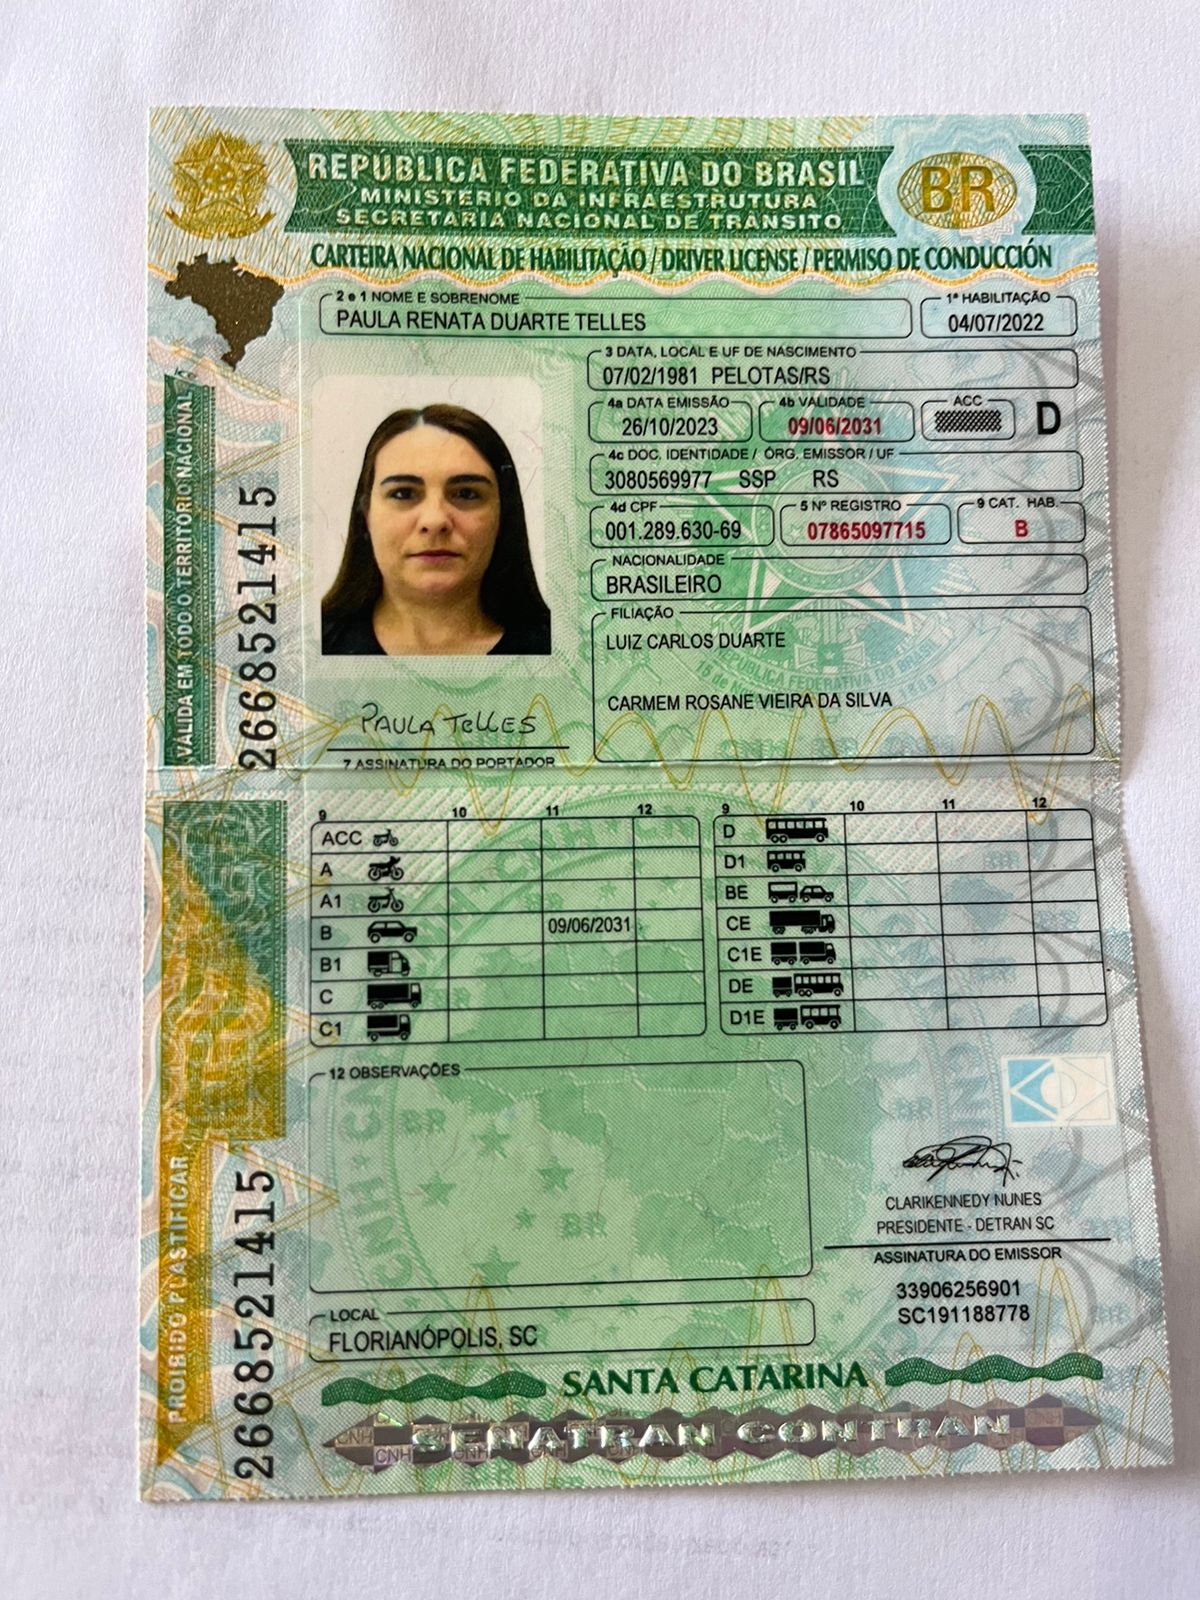 REPÚBLICA FEDERATIVA DO BRASIL
MINISTÉRIO DA INFRAESTRUTURA
SECRETARIA NACIONAL DE TRÂNSITO
BR
CARTEIRA NACIONAL DE HABILITAÇÃO / DRIVER LICENSE / PERMISO DE CONDUCCIÓN
2 e 1 NOME E SOBRENOME
PAULA RENATA DUARTE TELLES
1ª HABILITAÇÃO
04/07/2022
3 DATA, LOCAL E UF DE NASCIMENTO
07/02/1981 PELOTAS/RS
4a DATA EMISSÃO
26/10/2023
4b VALIDADE
09/06/2031
ACC
D
4c DOC. IDENTIDADE / ÓRG. EMISSOR / UF
3080569977 SSP RS
4d CPF
001.289.630-69
5 Nº REGISTRO
07865097715
9 CAT. HAB.
B
NACIONALIDADE
BRASILEIRO
FILIAÇÃO
LUIZ CARLOS DUARTE
CARMEM ROSANE VIEIRA DA SILVA
PAULA TELLES
7 ASSINATURA DO PORTADOR
VÁLIDA EM TODO O TERRITÓRIO NACIONAL
2668521415
9 10 11 12
ACC
A
A1
B 09/06/2031
B1
C
C1
9 10 11 12
D
D1
BE
CE
C1E
DE
D1E
12 OBSERVAÇÕES
CLARIKENNEDY NUNES
PRESIDENTE - DETRAN SC
ASSINATURA DO EMISSOR
33906256901
SC191188778
LOCAL
FLORIANÓPOLIS, SC
PROIBIDO PLASTIFICAR
2668521415
SANTA CATARINA
SENATRAN CONTRAN